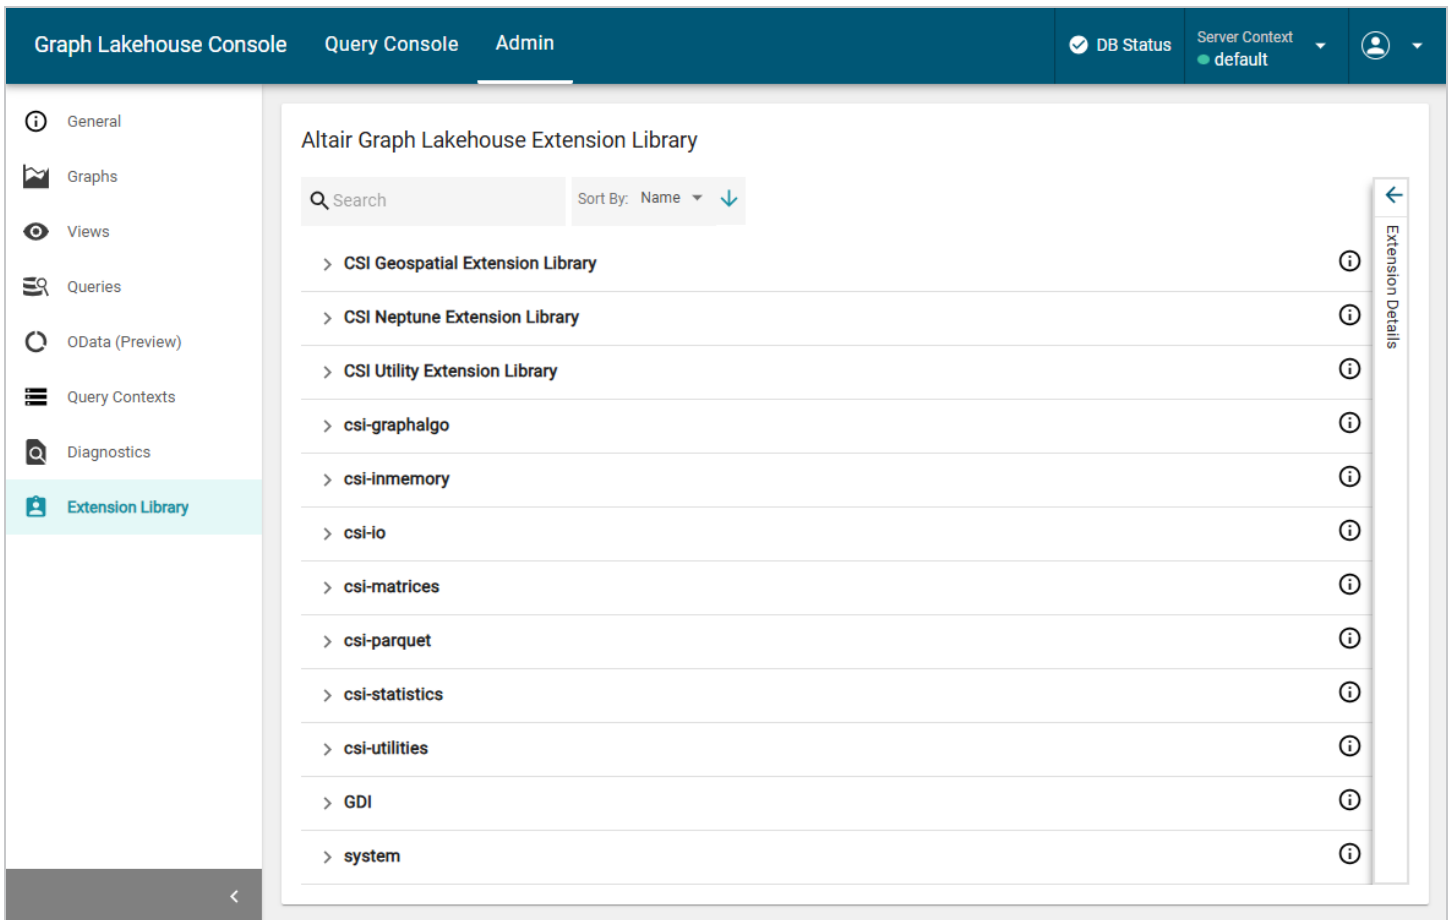 Graph Lakehouse Console
Query Console
Admin
DB Status
Server Context
default
General
Graphs
Views
Queries
OData (Preview)
Query Contexts
Diagnostics
Extension Library
Altair Graph Lakehouse Extension Library
Search
Sort By: Name
CSI Geospatial Extension Library
CSI Neptune Extension Library
CSI Utility Extension Library
csi-graphalgo
csi-inmemory
csi-io
csi-matrices
csi-parquet
csi-statistics
csi-utilities
GDI
system
Extension Details